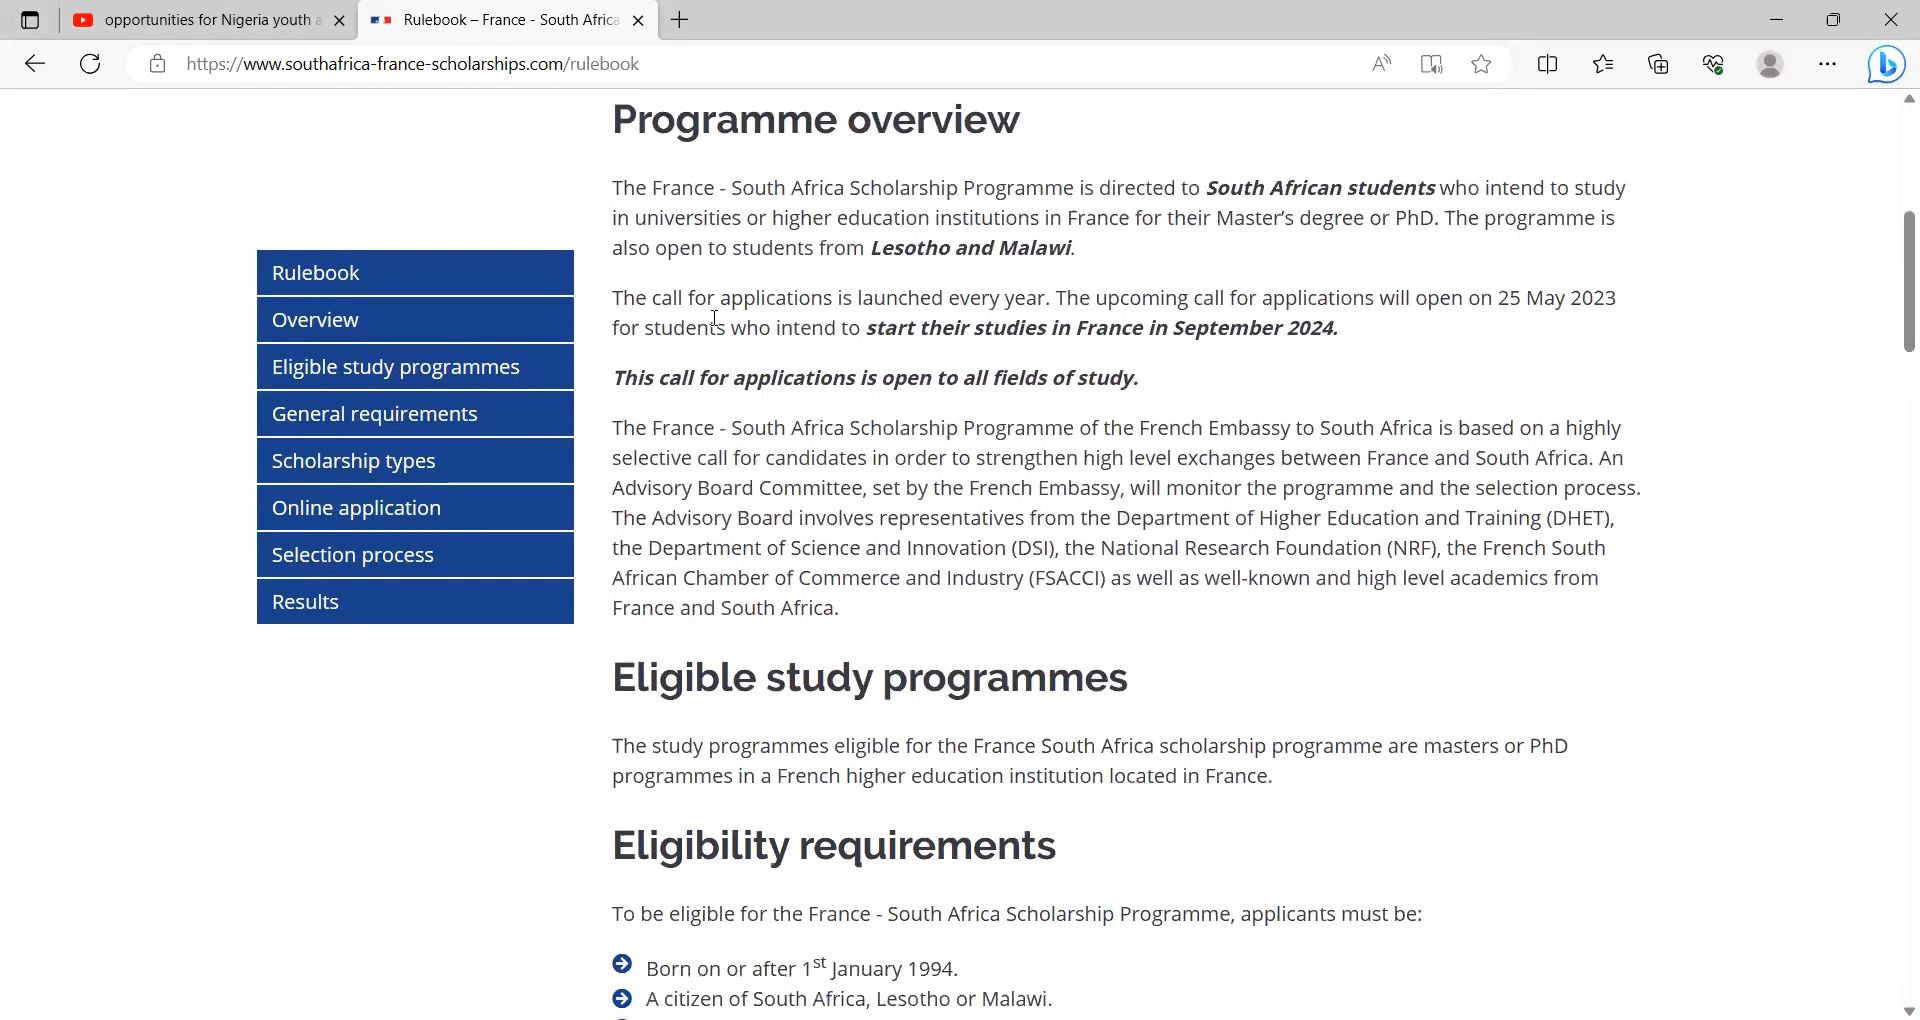 opportunities for Nigeria youth a
Rulebook – France - South Africa
https://www.southafrica-france-scholarships.com/rulebook
Programme overview
The France - South Africa Scholarship Programme is directed to South African students who intend to study
in universities or higher education institutions in France for their Master's degree or PhD. The programme is
also open to students from Lesotho and Malawi.
Rulebook
Overview
Eligible study programmes
General requirements
Scholarship types
Online application
Selection process
Results
The call for applications is launched every year. The upcoming call for applications will open on 25 May 2023
for students who intend to start their studies in France in September 2024.
This call for applications is open to all fields of study.
The France - South Africa Scholarship Programme of the French Embassy to South Africa is based on a highly
selective call for candidates in order to strengthen high level exchanges between France and South Africa. An
Advisory Board Committee, set by the French Embassy, will monitor the programme and the selection process.
The Advisory Board involves representatives from the Department of Higher Education and Training (DHET),
the Department of Science and Innovation (DSI), the National Research Foundation (NRF), the French South
African Chamber of Commerce and Industry (FSACCI) as well as well-known and high level academics from
France and South Africa.
Eligible study programmes
The study programmes eligible for the France South Africa scholarship programme are masters or PhD
programmes in a French higher education institution located in France.
Eligibility requirements
To be eligible for the France - South Africa Scholarship Programme, applicants must be:
Born on or after 1st January 1994.
A citizen of South Africa, Lesotho or Malawi.